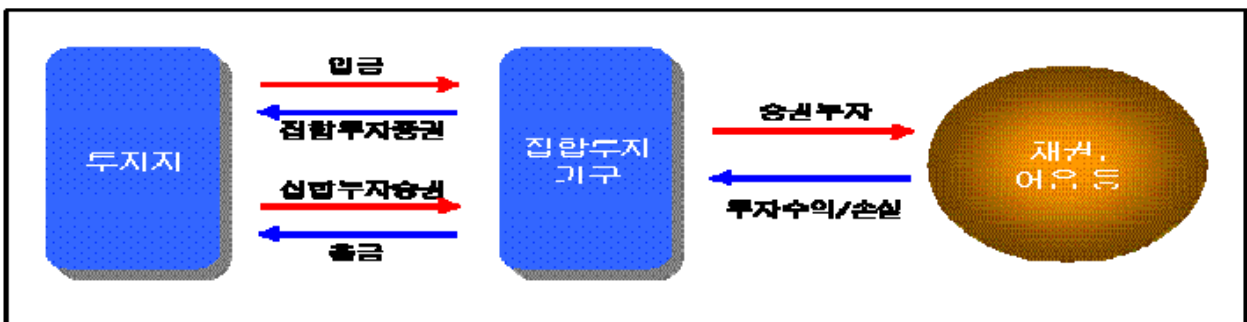 입금
집합투자증권
투자자
집합투자증권
출금
집합투자
기구
증권투자
투자수익/손실
채권,
어음 등